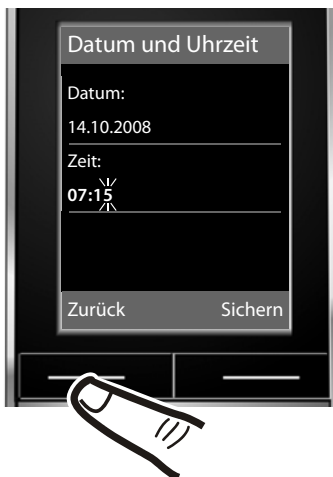 Datum und Uhrzeit
Datum:
14.10.2008
Zeit:
07:15
Zurück Sichern